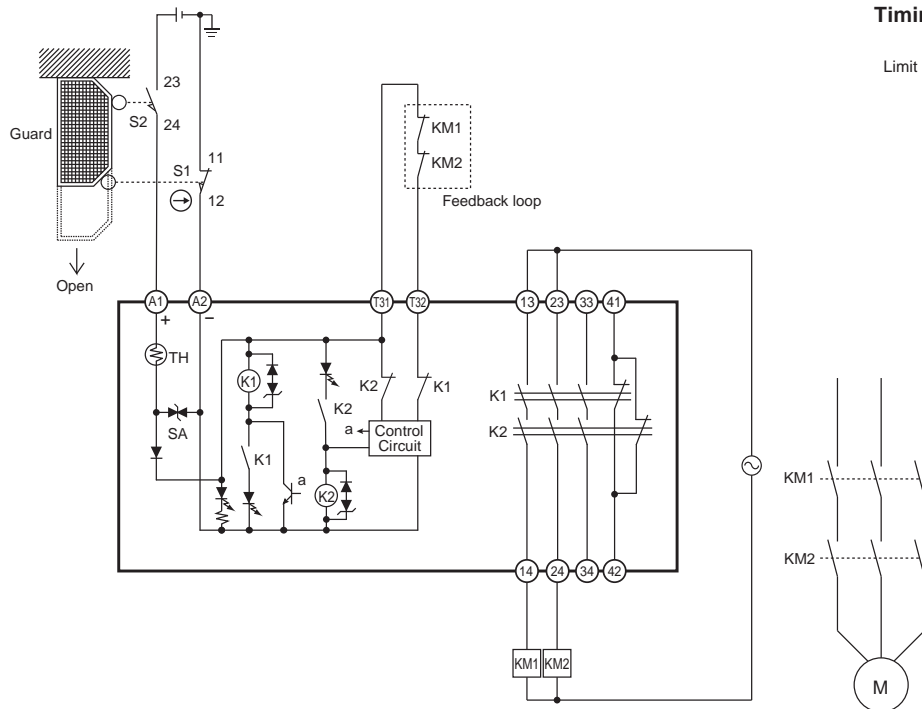 Timin
Limit
23
S2
24
Guard
11
S1
12
KM1
KM2
Feedback loop
Open
A1
A2
T31
T32
13
23
33
41
+
−
TH
K1
K2
K2
K1
K1
K2
a
Control
Circuit
SA
K1
a
K2
KM1
KM2
14
24
34
42
KM1
KM2
M